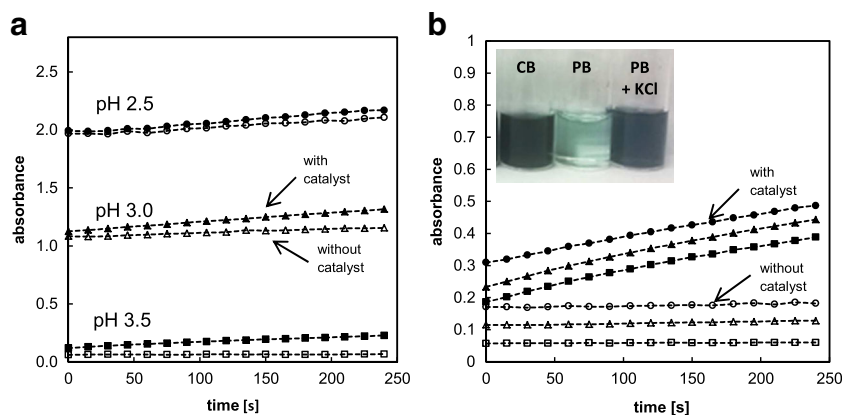 a
absorbance
2.5
2.0
1.5
1.0
0.5
0.0
pH 2.5
pH 3.0
pH 3.5
with
catalyst
without
catalyst
0 50 100 150 200 250
time [s]
b
absorbance
1
0.9
0.8
0.7
0.6
0.5
0.4
0.3
0.2
0.1
0
CB PB PB
+ KCl
with
catalyst
without
catalyst
0 50 100 150 200 250
time [s]